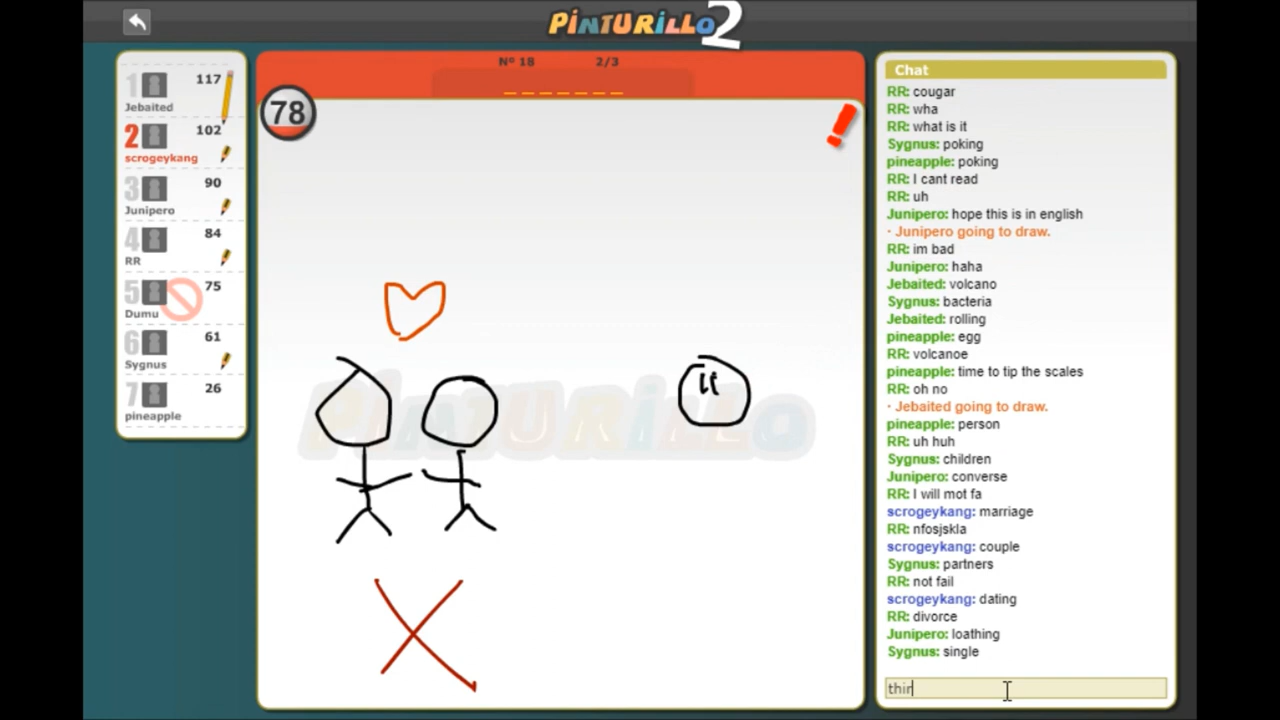 PINTURILLO 2
Nº 18 2/3
_ _ _ _ _ _ _
78
1 117
Jebaited
2 102
scrogeykang
3 90
Junipero
4 84
RR
5 75
Dumu
6 61
Sygnus
7 26
pineapple
PINTURILLO
Chat
RR: cougar
RR: wha
RR: what is it
Sygnus: poking
pineapple: poking
RR: I cant read
RR: uh
Junipero: hope this is in english
· Junipero going to draw.
RR: im bad
Junipero: haha
Jebaited: volcano
Sygnus: bacteria
Jebaited: rolling
pineapple: egg
RR: volcanoe
pineapple: time to tip the scales
RR: oh no
· Jebaited going to draw.
pineapple: person
RR: uh huh
Sygnus: children
Junipero: converse
RR: I will mot fa
scrogeykang: marriage
RR: nfosjskla
scrogeykang: couple
Sygnus: partners
RR: not fail
scrogeykang: dating
RR: divorce
Junipero: loathing
Sygnus: single
thir